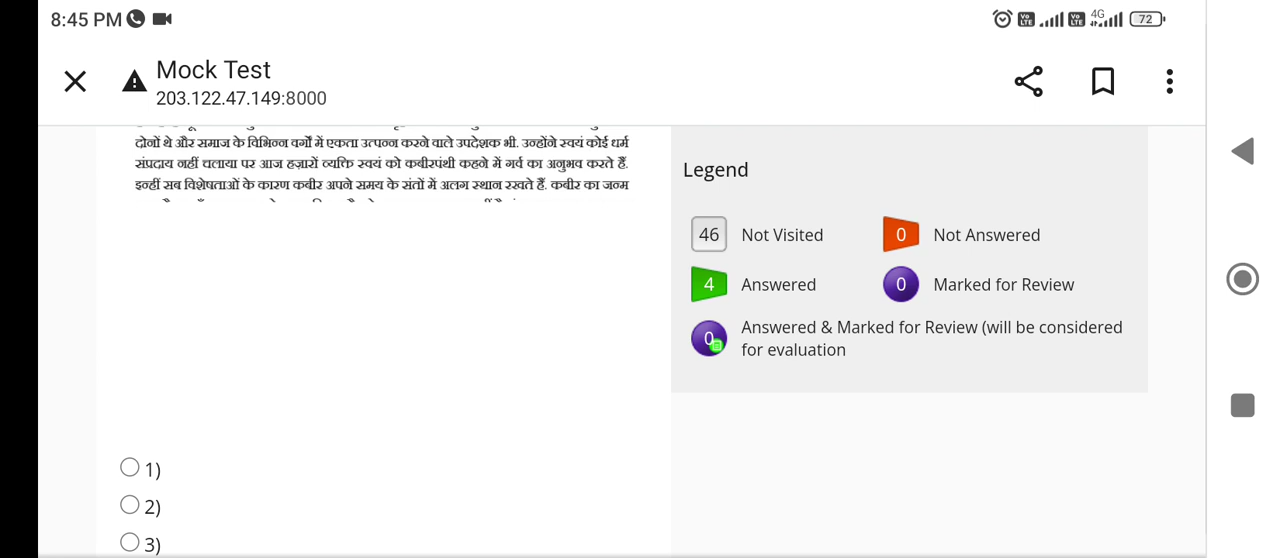 8:45 PM
4G
72
Mock Test
203.122.47.149:8000
दोनों थे और समाज के विभिन्न वर्गों में एकता उत्पन्न करने वाले उपदेशक भी. उन्होंने स्वयं कोई धर्म
संप्रदाय नहीं चलाया पर आज हज़ारों व्यक्ति स्वयं को कबीरपंथी कहने में गर्व का अनुभव करते हैं.
इन्हीं सब विशेषताओं के कारण कबीर अपने समय के संतों में अलग स्थान रखते हैं. कबीर का जन्म
1)
2)
3)
Legend
46 Not Visited
0 Not Answered
4 Answered
0 Marked for Review
0 Answered & Marked for Review (will be considered
for evaluation